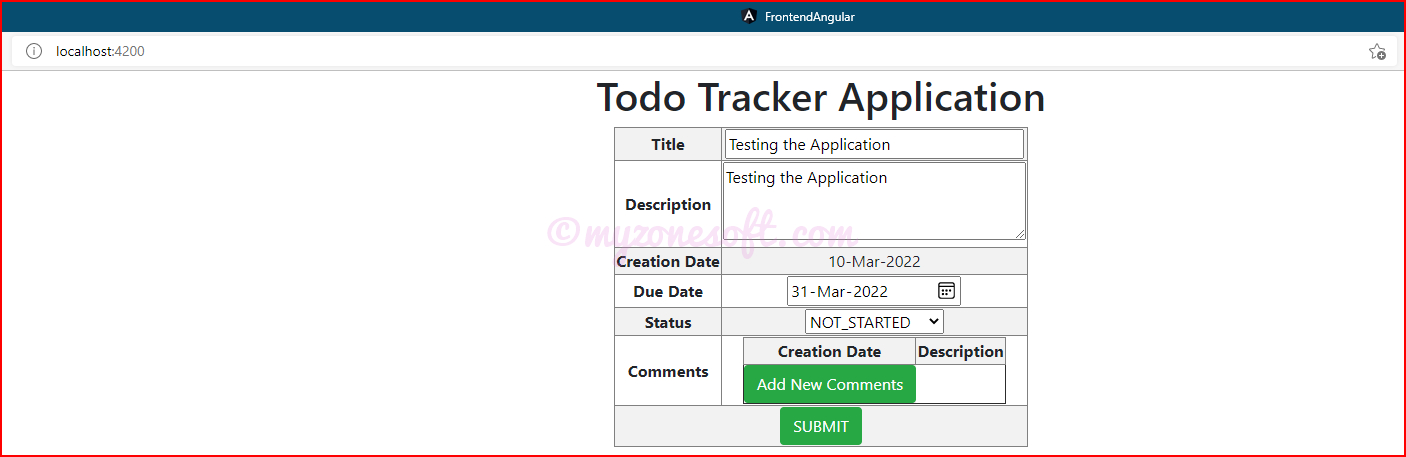 FrontendAngular
localhost:4200
Todo Tracker Application
Title Testing the Application
Description Testing the Application
©myzonesoft.com
Creation Date 10-Mar-2022
Due Date 31-Mar-2022
Status NOT_STARTED
Comments Creation Date Description
Add New Comments
SUBMIT